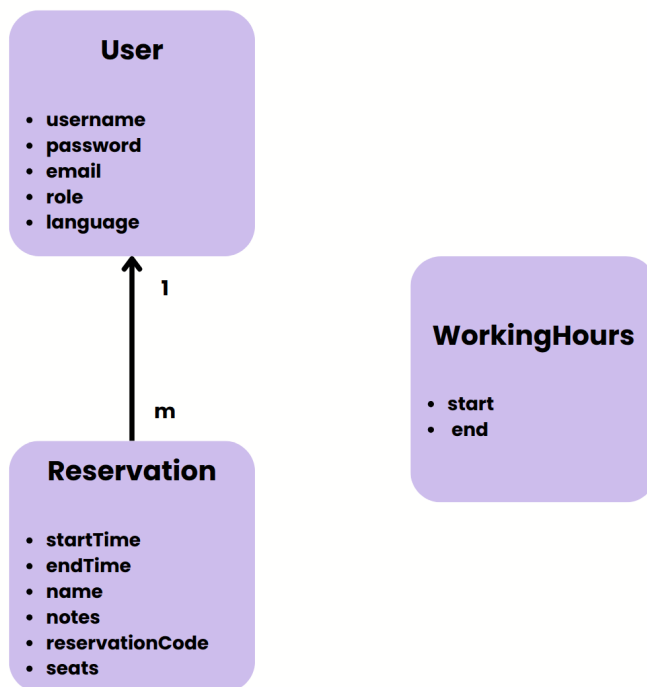 User
• username
• password
• email
• role
• language
1
m
WorkingHours
• start
• end
Reservation
• startTime
• endTime
• name
• notes
• reservationCode
• seats